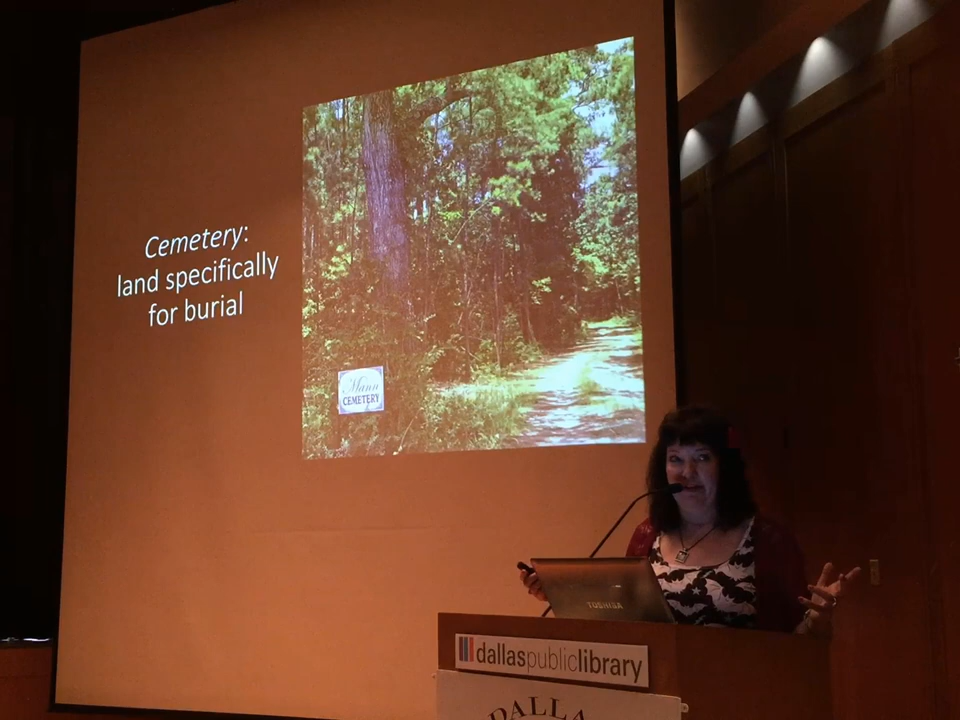 Cemetery:
land specifically
for burial
Mann
CEMETERY
TOSHIBA
dallaspubliclibrary